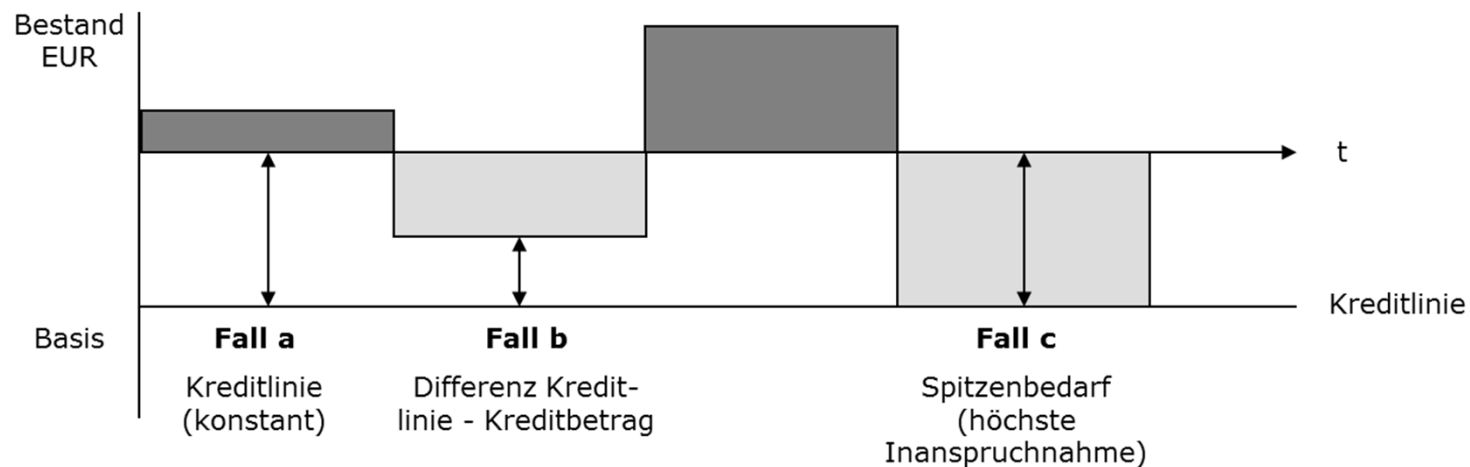 Bestand
EUR
t
Kreditlinie
Basis
Fall a
Fall b
Fall c
Kreditlinie
(konstant)
Differenz Kredit-
linie - Kreditbetrag
Spitzenbedarf
(höchste
Inanspruchnahme)